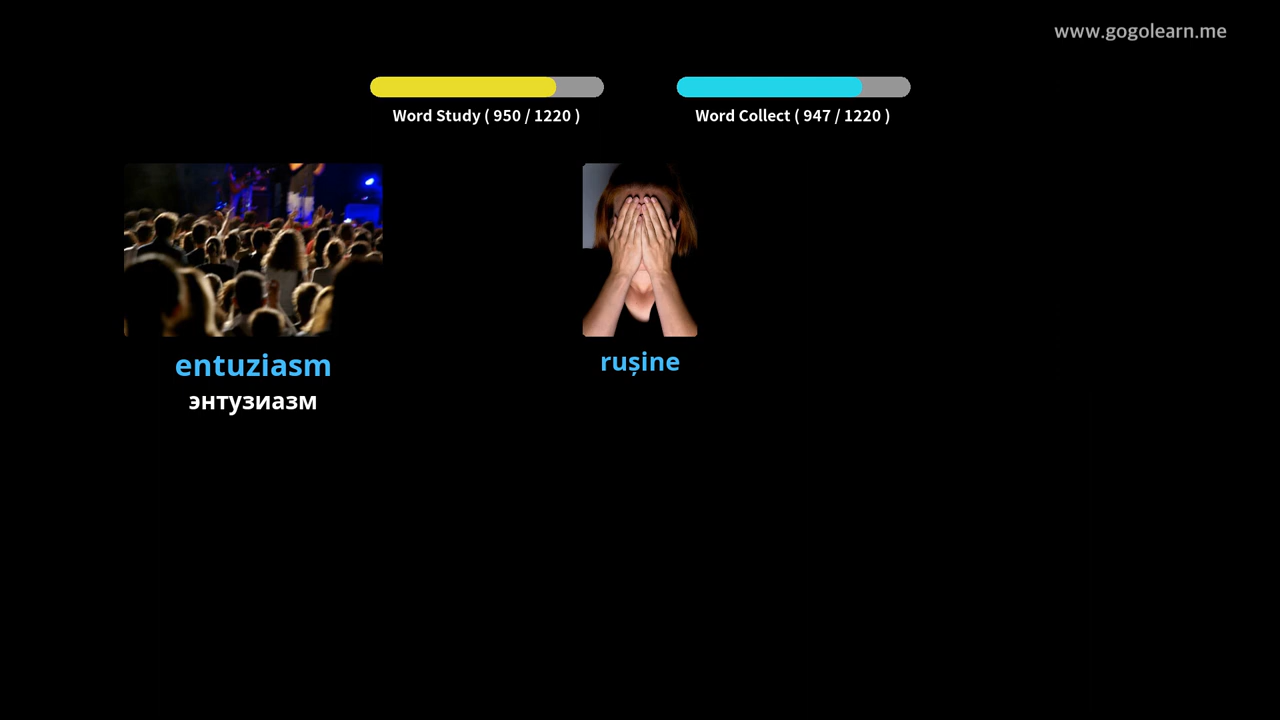 www.gogolearn.me
Word Study ( 950 / 1220 )
Word Collect ( 947 / 1220 )
entuziasm
энтузиазм
rușine